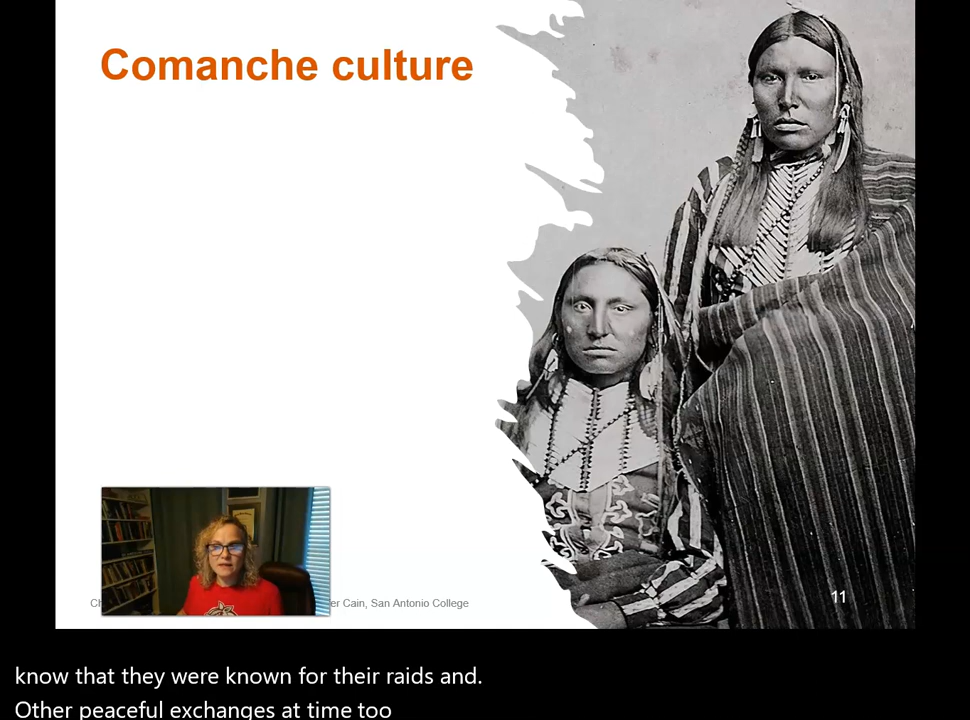 Comanche culture
er Cain, San Antonio College
11
know that they were known for their raids and.
Other peaceful exchanges at time too